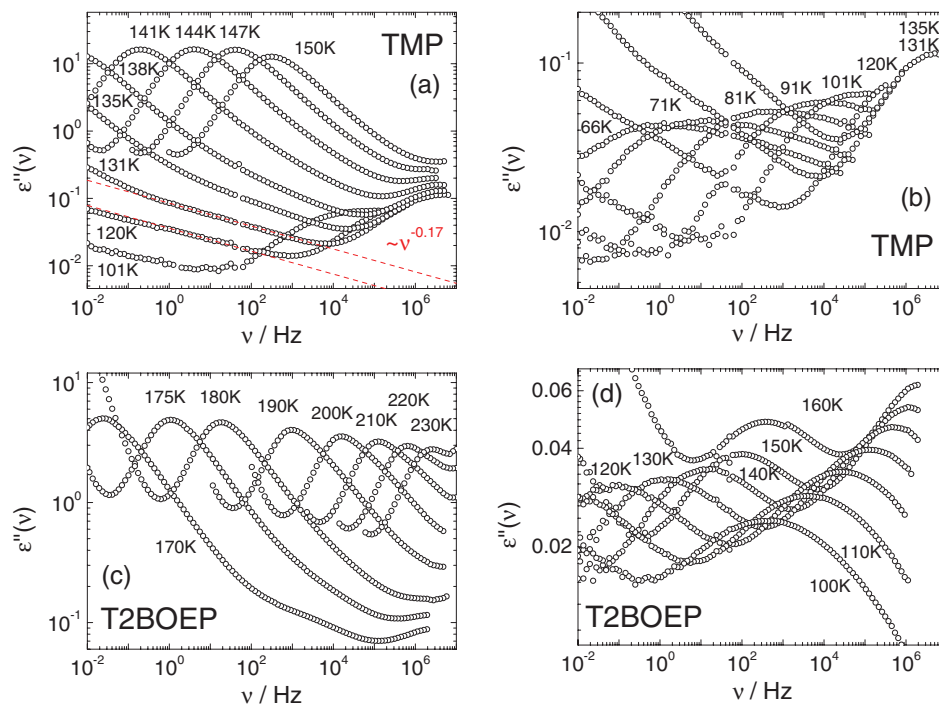 141K 144K 147K
150K
TMP
(a)
138K
135K
131K
120K
101K
~ν^-0.17
10^1
10^0
10^-1
10^-2
ε''(ν)
10^-2 10^0 10^2 10^4 10^6
ν / Hz
135K
131K
120K
101K
91K
81K
71K
66K
(b)
TMP
10^-1
10^-2
ε''(ν)
10^-2 10^0 10^2 10^4 10^6
ν / Hz
175K 180K
190K
200K
210K
220K
230K
170K
(c)
T2BOEP
10^1
10^0
10^-1
ε''(ν)
10^-2 10^0 10^2 10^4 10^6
ν / Hz
(d)
160K
150K
140K
130K
120K
110K
100K
T2BOEP
0.06
0.04
0.02
ε''(ν)
10^-2 10^0 10^2 10^4 10^6
ν / Hz